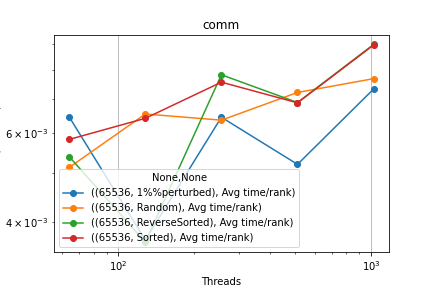 comm
6 × 10⁻³
4 × 10⁻³
None,None
((65536, 1%%perturbed), Avg time/rank)
((65536, Random), Avg time/rank)
((65536, ReverseSorted), Avg time/rank)
((65536, Sorted), Avg time/rank)
10² 10³
Threads